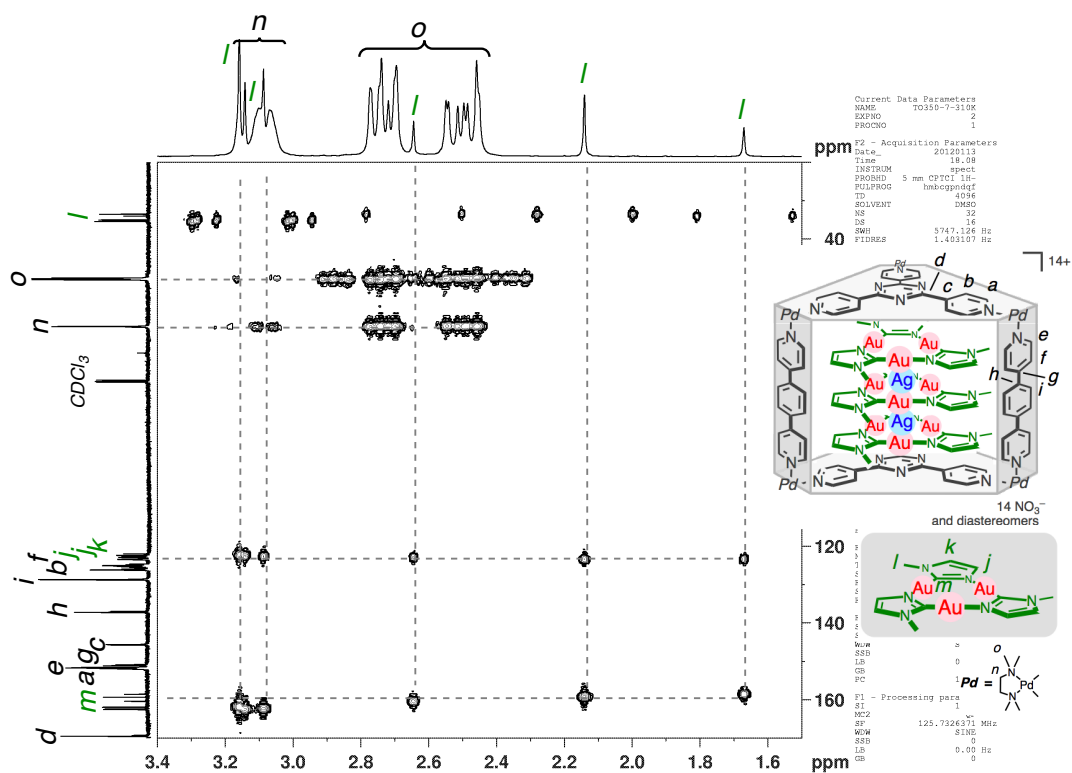 n
o
l
l
l
l
l
ppm
Current Data Parameters
NAME TO350-7-310K
EXPNO 2
PROCNO 1
F2 - Acquisition Parameters
Date_ 20120113
Time 18.08
INSTRUM spect
PROBHD 5 mm CPTCI 1H-
PULPROG hmbcgpndqf
TD 4096
SOLVENT DMSO
NS 32
DS 16
SWH 5747.126 Hz
FIDRES 1.403107 Hz
l
o
n
CDCl3
f
j
j
k
b
i
h
c
g
a
e
m
d
40
120
140
160
ppm
3.4 3.2 3.0 2.8 2.6 2.4 2.2 2.0 1.8 1.6
14+
Pd
N
d
c
b
a
N N N
Pd Pd
N N
e
f
g
h
i
N N
Au Au
Au
N N
Ag
Au Au
Au
N N
Ag
Au Au
Au
N N
N N
Pd Pd
N N N
14 NO3−
and diastereomers
k
l
j
N N
Au m Au
N Au N N
N
WDW S
SSB
LB 0
GB
PC 1
F1 - Processing para
SI 1
MC2
SF 125.7326371 MHz
WDW SINE
SSB 0
LB 0.00 Hz
GB 0
o
n
N
Pd = Pd
N